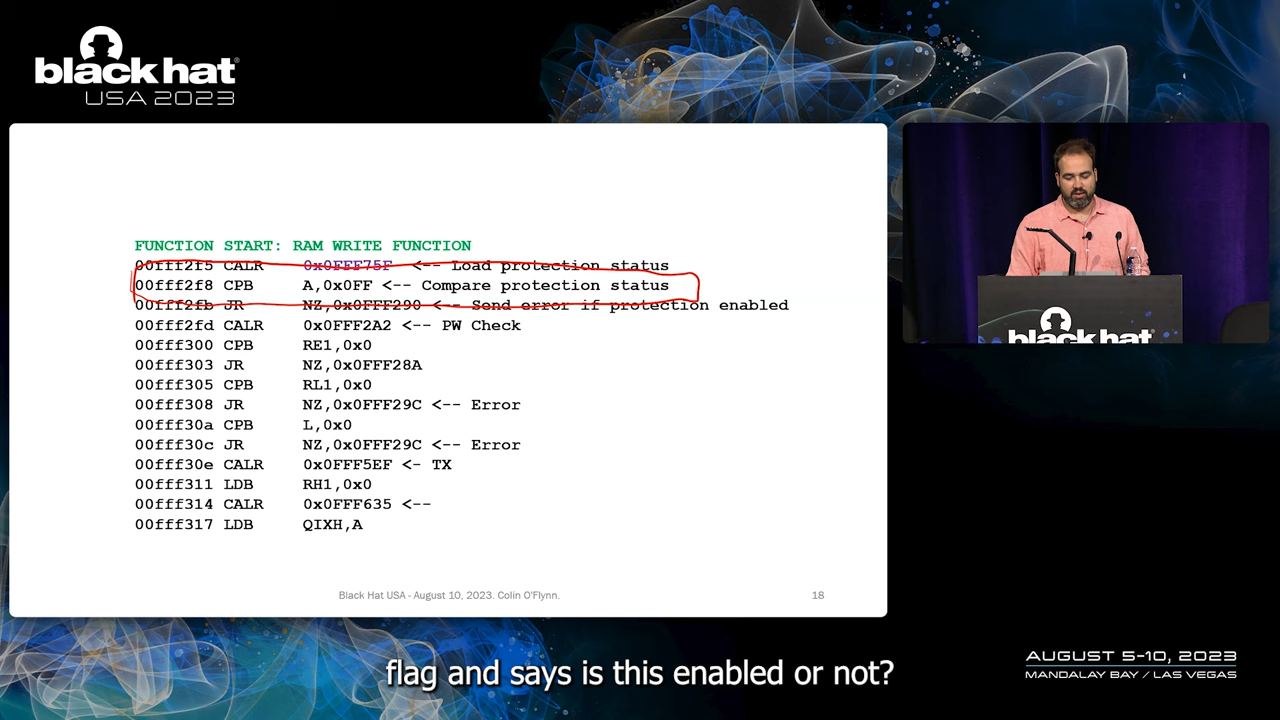 black hat®
USA 2023
FUNCTION START: RAM WRITE FUNCTION
00fff2f5 CALR 0x0FFF75F <-- Load protection status
00fff2f8 CPB A,0x0FF <-- Compare protection status
00fff2fb JR NZ,0x0FFF290 <-- Send error if protection enabled
00fff2fd CALR 0x0FFF2A2 <-- PW Check
00fff300 CPB RE1,0x0
00fff303 JR NZ,0x0FFF28A
00fff305 CPB RL1,0x0
00fff308 JR NZ,0x0FFF29C <-- Error
00fff30a CPB L,0x0
00fff30c JR NZ,0x0FFF29C <-- Error
00fff30e CALR 0x0FFF5EF <- TX
00fff311 LDB RH1,0x0
00fff314 CALR 0x0FFF635 <--
00fff317 LDB QIXH,A
Black Hat USA - August 10, 2023. Colin O'Flynn.
18
black hat
flag and says is this enabled or not?
AUGUST 5-10, 2023
MANDALAY BAY / LAS VEGAS